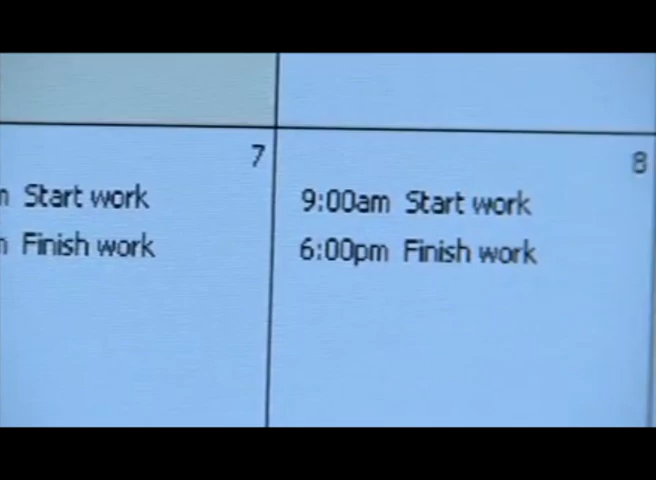 7
Start work
Finish work
8
9:00am Start work
6:00pm Finish work